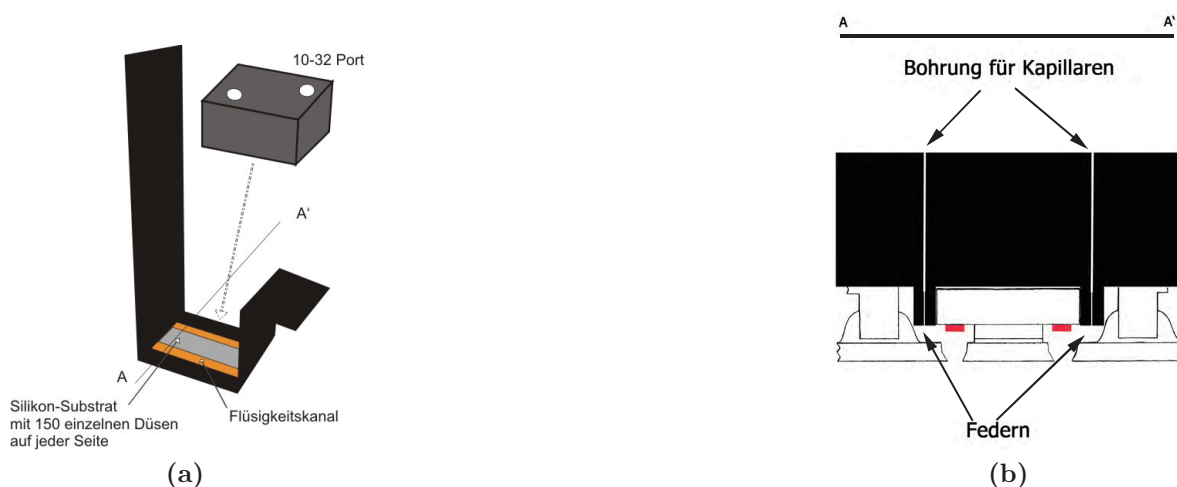 10-32 Port
A'
A
Silikon-Substrat
mit 150 einzelnen Düsen
auf jeder Seite
Flüsigkeitskanal
(a)
A
A'
Bohrung für Kapillaren
Federn
(b)